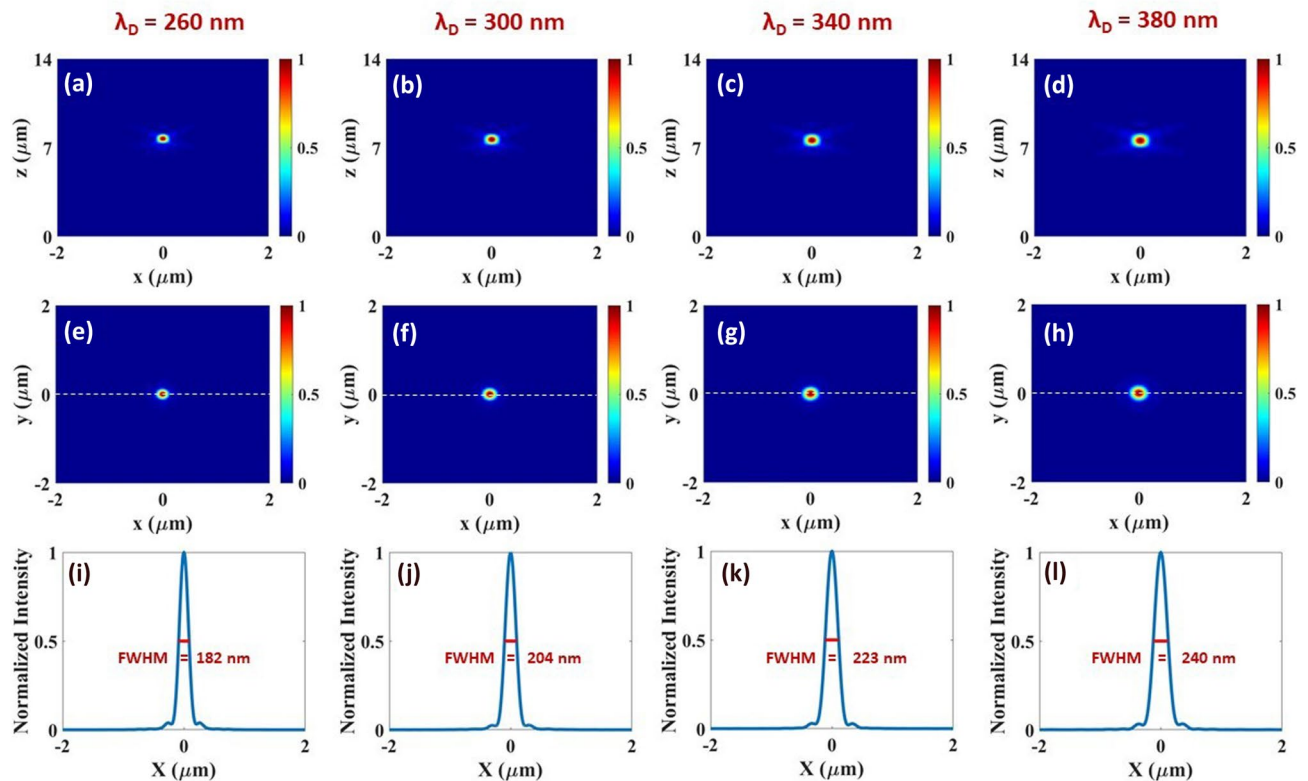 λD = 260 nm λD = 300 nm λD = 340 nm λD = 380 nm
(a) (b) (c) (d)
14 7 0 z (μm) -2 0 2 x (μm) 1 0.5 0
14 7 0 z (μm) -2 0 2 x (μm) 1 0.5 0
14 7 0 z (μm) -2 0 2 x (μm) 1 0.5 0
14 7 0 z (μm) -2 0 2 x (μm) 1 0.5 0
(e) (f) (g) (h)
2 0 -2 y (μm) -2 0 2 x (μm) 1 0.5 0
2 0 -2 y (μm) -2 0 2 x (μm) 1 0.5 0
2 0 -2 y (μm) -2 0 2 x (μm) 1 0.5 0
2 0 -2 y (μm) -2 0 2 x (μm) 1 0.5 0
(i) (j) (k) (l)
Normalized Intensity 1 0.5 0 FWHM = 182 nm -2 0 2 X (μm)
Normalized Intensity 1 0.5 0 FWHM = 204 nm -2 0 2 X (μm)
Normalized Intensity 1 0.5 0 FWHM = 223 nm -2 0 2 X (μm)
Normalized Intensity 1 0.5 0 FWHM = 240 nm -2 0 2 X (μm)